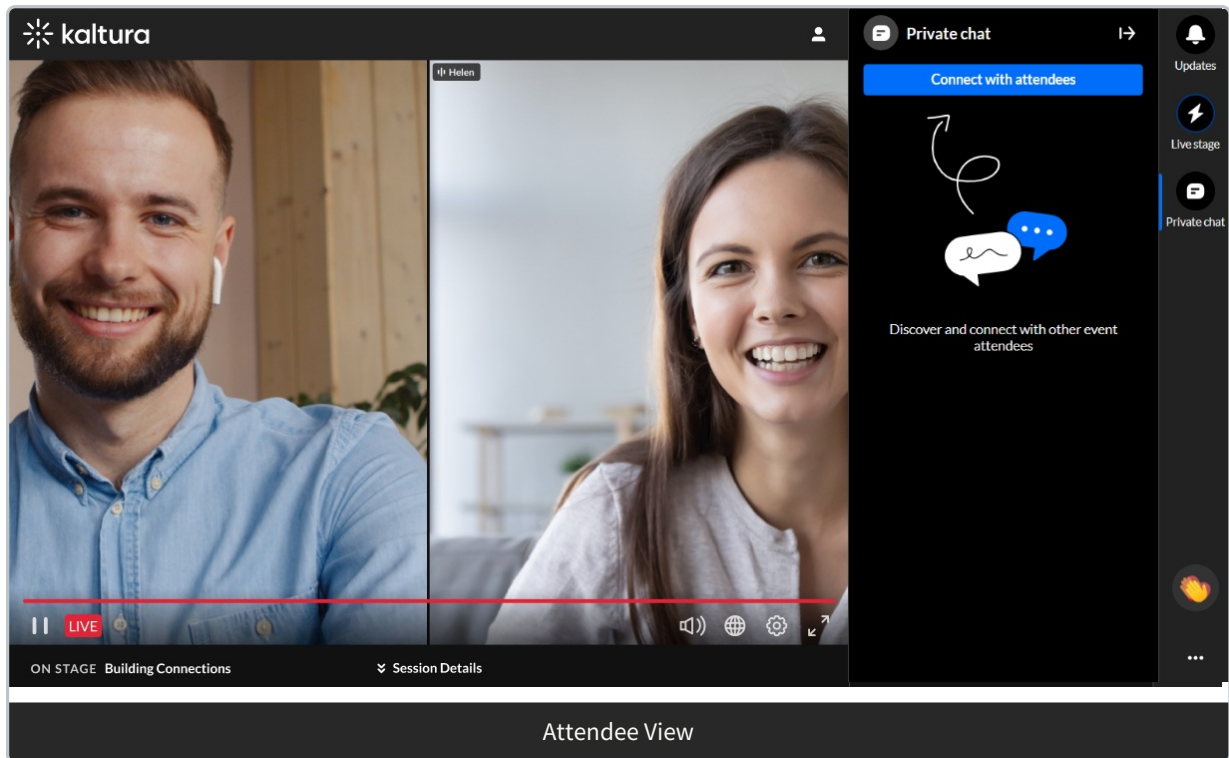 kaltura
Helen
LIVE
ON STAGE Building Connections
Session Details
Private chat
Connect with attendees
Discover and connect with other event
attendees
Updates
Live stage
Private chat
Attendee View